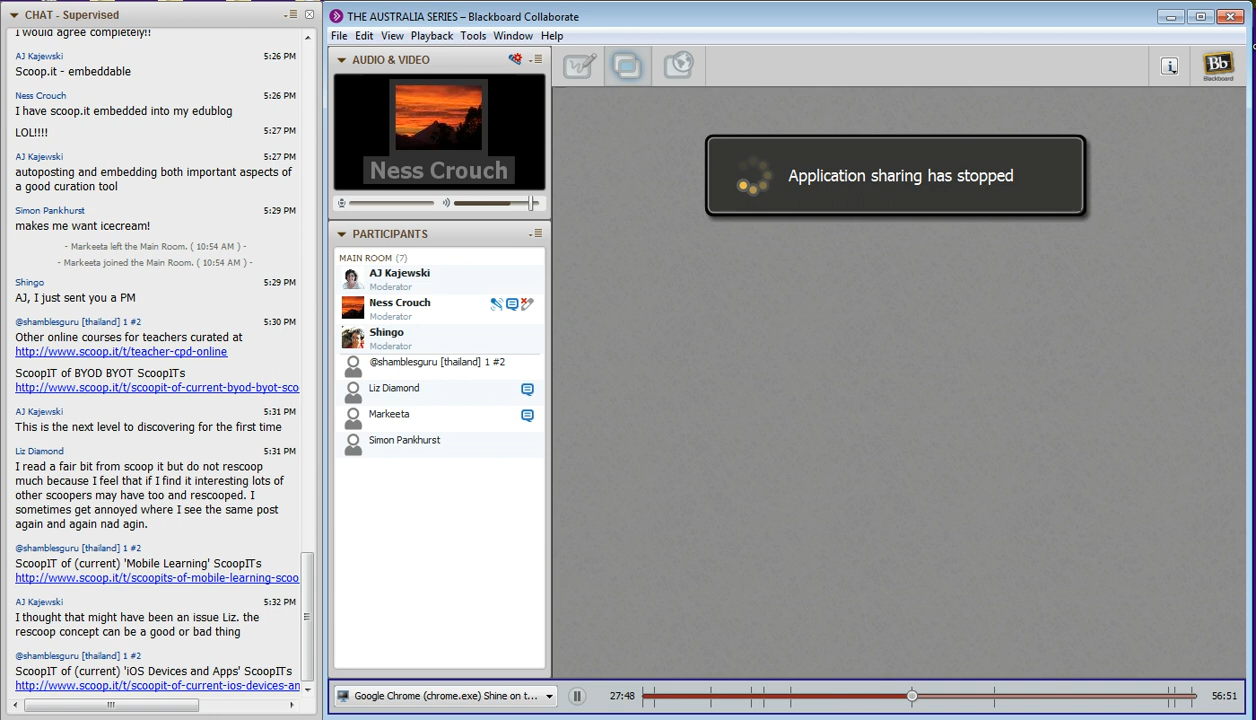 CHAT - Supervised
I would agree completely!!
AJ Kajewski 5:26 PM
Scoop.it - embeddable
Ness Crouch 5:26 PM
I have scoop.it embedded into my edublog
LOL!!!! 5:27 PM
AJ Kajewski 5:27 PM
autoposting and embedding both important aspects of
a good curation tool
Simon Pankhurst 5:29 PM
makes me want icecream!
- Markeeta left the Main Room. ( 10:54 AM ) -
- Markeeta joined the Main Room. ( 10:54 AM ) -
Shingo 5:29 PM
AJ, I just sent you a PM
@shamblesguru [thailand] 1 #2 5:30 PM
Other online courses for teachers curated at
http://www.scoop.it/t/teacher-cpd-online
ScoopIT of BYOD BYOT ScoopITs
http://www.scoop.it/t/scoopit-of-current-byod-byot-sco
AJ Kajewski 5:31 PM
This is the next level to discovering for the first time
Liz Diamond 5:31 PM
I read a fair bit from scoop it but do not rescoop
much because I feel that if I find it interesting lots of
other scoopers may have too and rescooped. I
sometimes get annoyed where I see the same post
again and again nad agin.
@shamblesguru [thailand] 1 #2
ScoopIT of (current) 'Mobile Learning' ScoopITs
http://www.scoop.it/t/scoopits-of-mobile-learning-scoo
AJ Kajewski 5:32 PM
I thought that might have been an issue Liz. the
rescoop concept can be a good or bad thing
@shamblesguru [thailand] 1 #2
ScoopIT of (current) 'iOS Devices and Apps' ScoopITs
http://www.scoop.it/t/scoopit-of-current-ios-devices-an
THE AUSTRALIA SERIES – Blackboard Collaborate
File Edit View Playback Tools Window Help
AUDIO & VIDEO
Ness Crouch
PARTICIPANTS
MAIN ROOM (7)
AJ Kajewski
Moderator
Ness Crouch
Moderator
Shingo
Moderator
@shamblesguru [thailand] 1 #2
Liz Diamond
Markeeta
Simon Pankhurst
Bb
Blackboard
Application sharing has stopped
Google Chrome (chrome.exe) Shine on t... 27:48 56:51